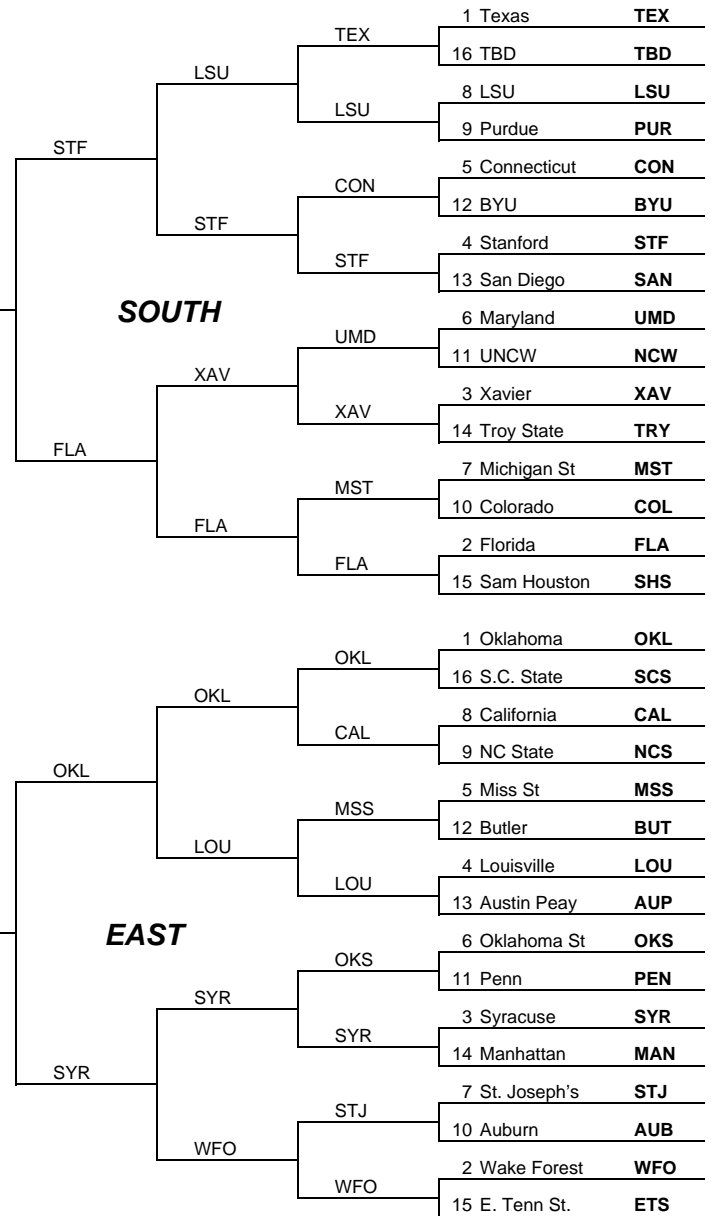 1 Texas TEX
TEX
16 TBD TBD
LSU
8 LSU LSU
LSU
9 Purdue PUR
STF
5 Connecticut CON
CON
12 BYU BYU
STF
4 Stanford STF
STF
13 San Diego SAN
SOUTH
6 Maryland UMD
UMD
11 UNCW NCW
XAV
3 Xavier XAV
XAV
14 Troy State TRY
FLA
7 Michigan St MST
MST
10 Colorado COL
FLA
2 Florida FLA
FLA
15 Sam Houston SHS
1 Oklahoma OKL
OKL
16 S.C. State SCS
OKL
8 California CAL
CAL
9 NC State NCS
OKL
5 Miss St MSS
MSS
12 Butler BUT
LOU
4 Louisville LOU
LOU
13 Austin Peay AUP
EAST
6 Oklahoma St OKS
OKS
11 Penn PEN
SYR
3 Syracuse SYR
SYR
14 Manhattan MAN
SYR
7 St. Joseph's STJ
STJ
10 Auburn AUB
WFO
2 Wake Forest WFO
WFO
15 E. Tenn St. ETS